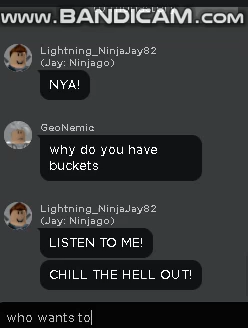 www.BANDICAM.com
Lightning_NinjaJay82
(Jay: Ninjago)
NYA!
GeoNemic
why do you have
buckets
Lightning_NinjaJay82
(Jay: Ninjago)
LISTEN TO ME!
CHILL THE HELL OUT!
who wants to